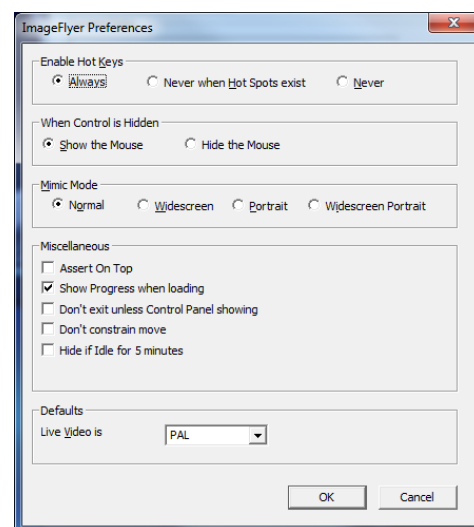 ImageFlyer Preferences
Enable Hot Keys
Always Never when Hot Spots exist Never
When Control is Hidden
Show the Mouse Hide the Mouse
Mimic Mode
Normal Widescreen Portrait Widescreen Portrait
Miscellaneous
Assert On Top
Show Progress when loading
Don't exit unless Control Panel showing
Don't constrain move
Hide if Idle for 5 minutes
Defaults
Live Video is PAL
OK Cancel